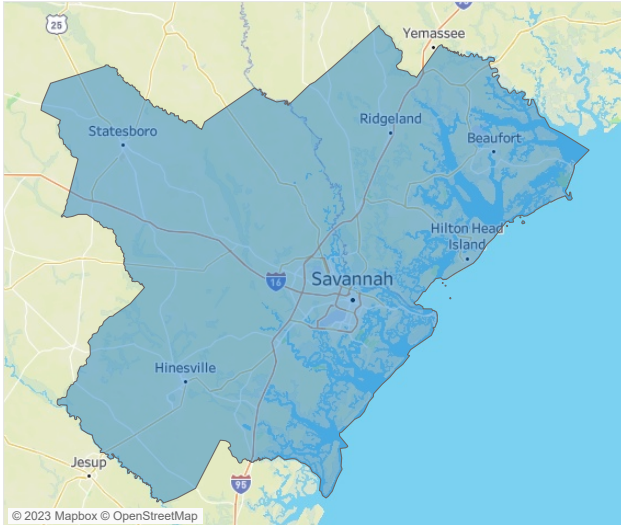 25
Yemassee
Statesboro
Ridgeland
Beaufort
Hilton Head
Island
16
Savannah
Hinesville
Jesup
95
© 2023 Mapbox © OpenStreetMap